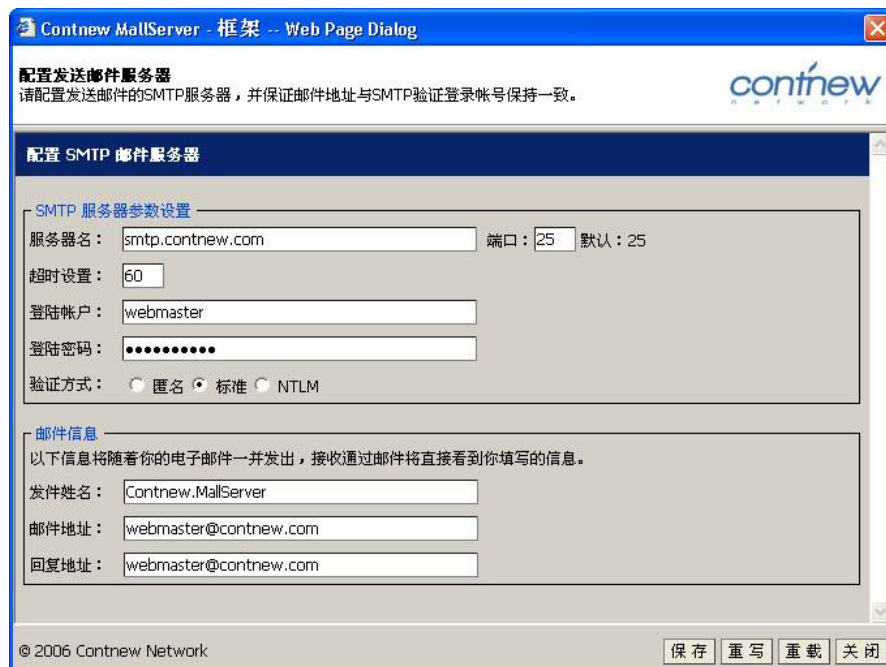 Contnew MallServer - 框架 -- Web Page Dialog
配置发送邮件服务器
请配置发送邮件的SMTP服务器，并保证邮件地址与SMTP验证登录帐号保持一致。
contnew
network
配置 SMTP 邮件服务器
SMTP 服务器参数设置
服务器名： smtp.contnew.com 端口： 25 默认：25
超时设置： 60
登陆帐户： webmaster
登陆密码： ●●●●●●●●●●
验证方式： 匿名 标准 NTLM
邮件信息
以下信息将随着你的电子邮件一并发出，接收通过邮件将直接看到你填写的信息。
发件姓名： Contnew.MallServer
邮件地址： webmaster@contnew.com
回复地址： webmaster@contnew.com
© 2006 Contnew Network 保存 重写 重载 关闭